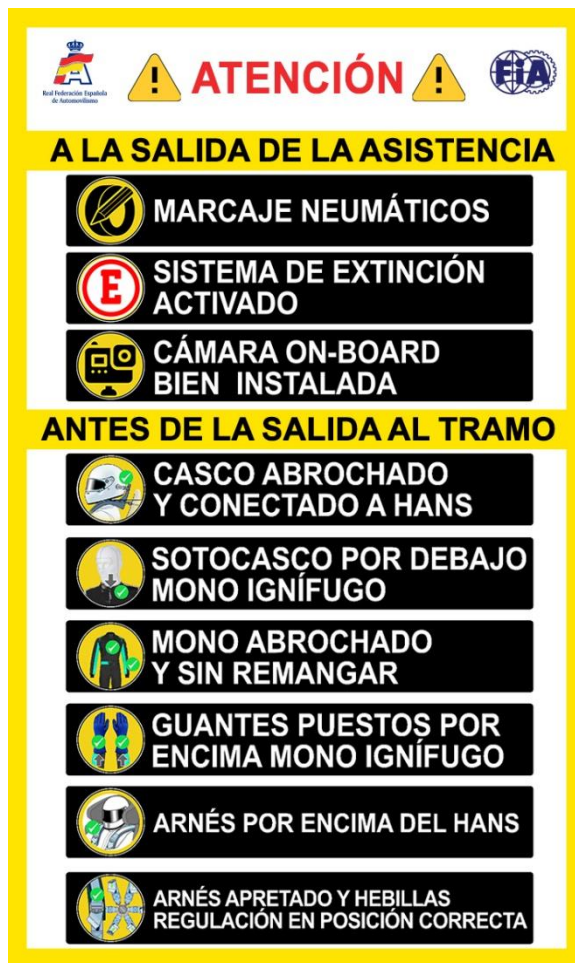 Real Federación Española
de Automovilismo
! ATENCIÓN !
FiA
A LA SALIDA DE LA ASISTENCIA
MARCAJE NEUMÁTICOS
E
SISTEMA DE EXTINCIÓN
ACTIVADO
CÁMARA ON-BOARD
BIEN INSTALADA
ANTES DE LA SALIDA AL TRAMO
CASCO ABROCHADO
Y CONECTADO A HANS
SOTOCASCO POR DEBAJO
MONO IGNÍFUGO
MONO ABROCHADO
Y SIN REMANGAR
GUANTES PUESTOS POR
ENCIMA MONO IGNÍFUGO
ARNÉS POR ENCIMA DEL HANS
ARNÉS APRETADO Y HEBILLAS
REGULACIÓN EN POSICIÓN CORRECTA